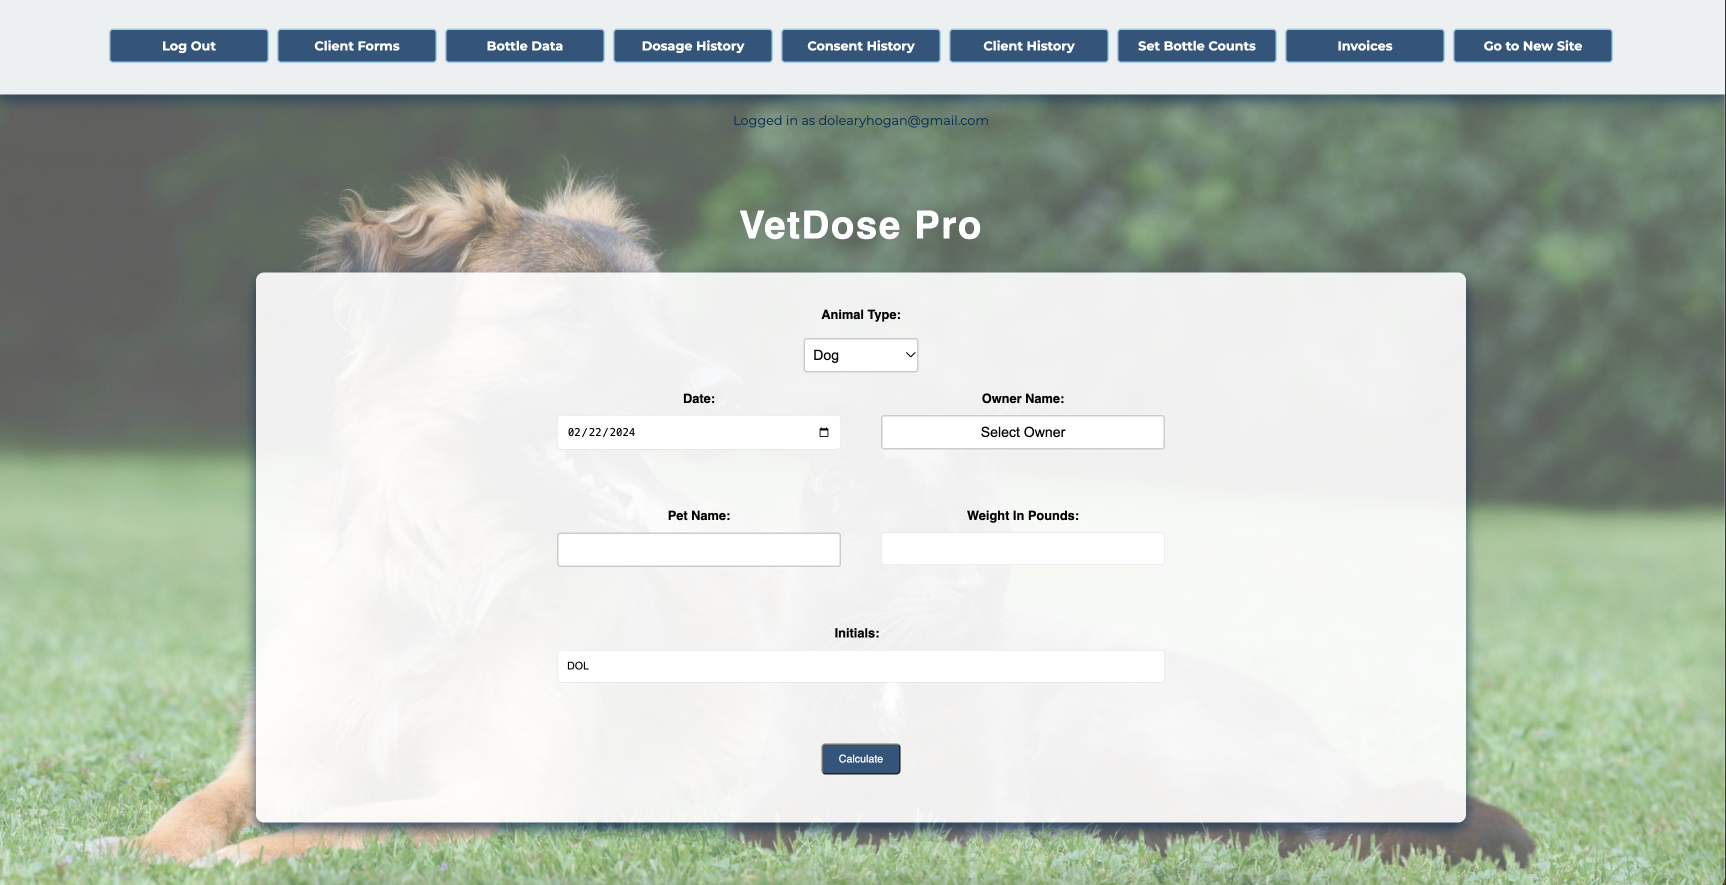 Log Out
Client Forms
Bottle Data
Dosage History
Consent History
Client History
Set Bottle Counts
Invoices
Go to New Site
Logged in as dolearyhogan@gmail.com
VetDose Pro
Animal Type:
Dog
Date:
Owner Name:
02/22/2024
Select Owner
Pet Name:
Weight In Pounds:
Initials:
DOL
Calculate